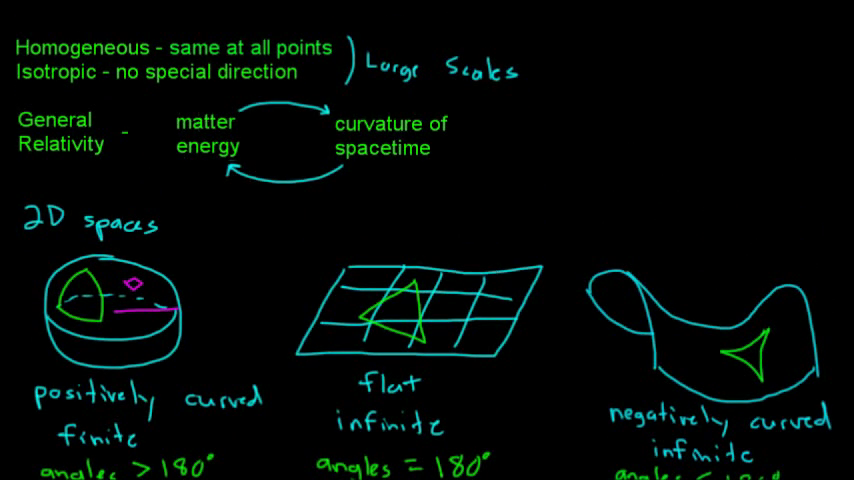 Homogeneous - same at all points
Isotropic - no special direction
Large Scales
General Relativity -
matter energy
curvature of spacetime
2D spaces
positively curved
finite
angles > 180°
flat
infinite
angles = 180°
negatively curved
infinite
angles <